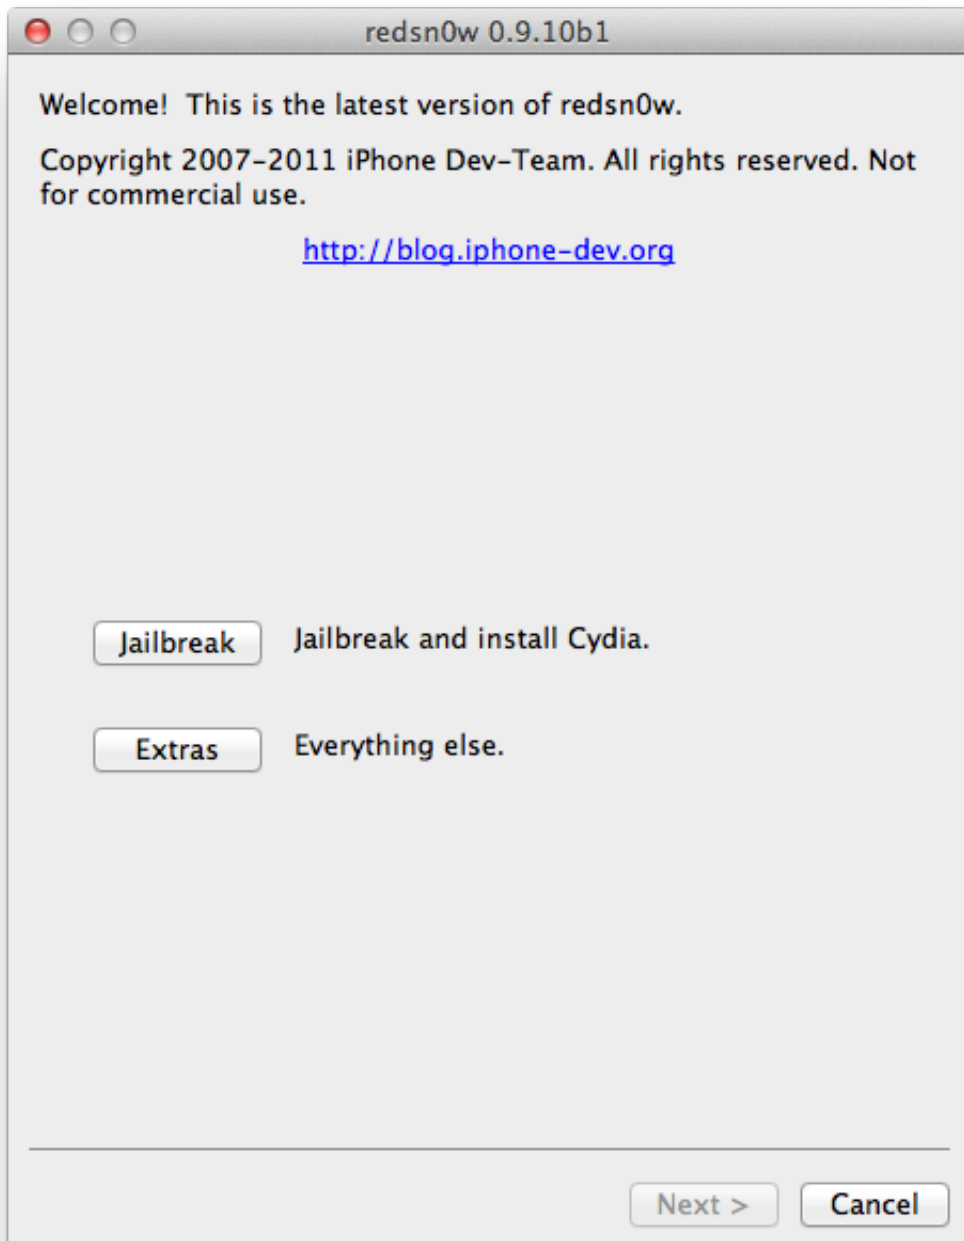 redsn0w 0.9.10b1
Welcome!  This is the latest version of redsn0w.
Copyright 2007-2011 iPhone Dev-Team. All rights reserved. Not
for commercial use.
http://blog.iphone-dev.org
Jailbreak
Jailbreak and install Cydia.
Extras
Everything else.
Next >
Cancel